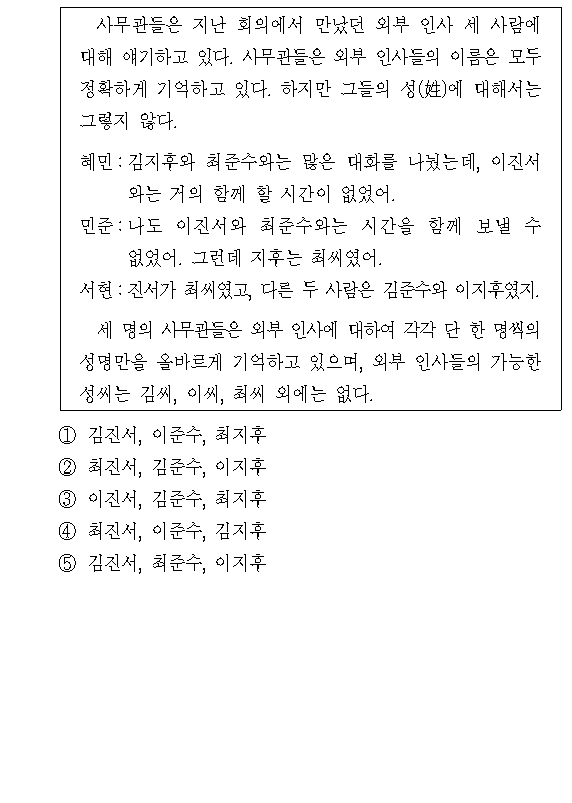 사무관들은 지난 회의에서 만났던 외부 인사 세 사람에
대해 얘기하고 있다. 사무관들은 외부 인사들의 이름은 모두
정확하게 기억하고 있다. 하지만 그들의 성(姓)에 대해서는
그렇지 않다.
혜민 : 김지후와 최준수와는 많은 대화를 나눴는데, 이진서
와는 거의 함께 할 시간이 없었어.
민준 : 나도 이진서와 최준수와는 시간을 함께 보낼 수
없었어. 그런데 지후는 최씨였어.
서현 : 진서가 최씨였고, 다른 두 사람은 김준수와 이지후였지.
세 명의 사무관들은 외부 인사에 대하여 각각 단 한 명씩의
성명만을 올바르게 기억하고 있으며, 외부 인사들의 가능한
성씨는 김씨, 이씨, 최씨 외에는 없다.
① 김진서, 이준수, 최지후
② 최진서, 김준수, 이지후
③ 이진서, 김준수, 최지후
④ 최진서, 이준수, 김지후
⑤ 김진서, 최준수, 이지후